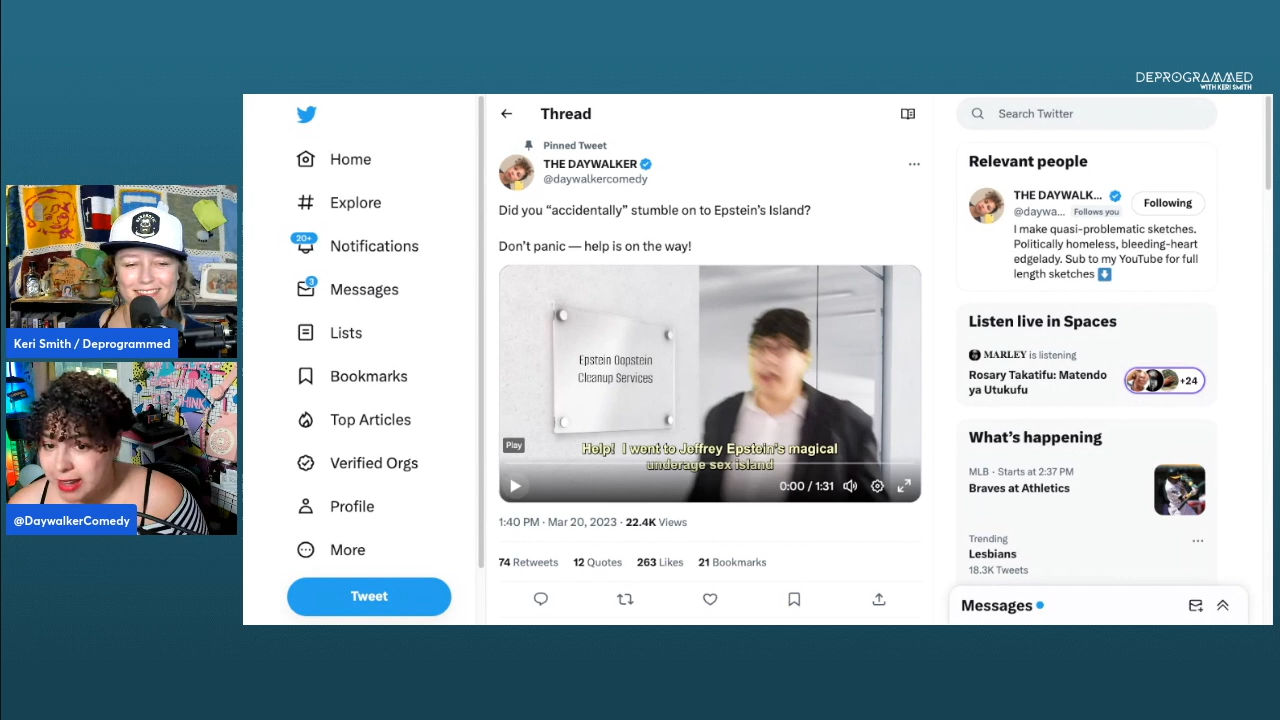 DEPROGRAMMED
WITH KERI SMITH
Keri Smith / Deprogrammed
@DaywalkerComedy
Home
Explore
20+
Notifications
3
Messages
Lists
Bookmarks
Top Articles
Verified Orgs
Profile
More
Tweet
Thread
Pinned Tweet
THE DAYWALKER
@daywalkercomedy
Did you “accidentally” stumble on to Epstein’s Island?
Don’t panic — help is on the way!
Epstein Oopstein
Cleanup Services
Play
Help! I went to Jeffrey Epstein's magical
underage sex island
0:00 / 1:31
1:40 PM · Mar 20, 2023 · 22.4K Views
74 Retweets 12 Quotes 263 Likes 21 Bookmarks
Search Twitter
Relevant people
THE DAYWALK...
@daywa... Follows you
Following
I make quasi-problematic sketches.
Politically homeless, bleeding-heart
edgelady. Sub to my YouTube for full
length sketches
Listen live in Spaces
MARLEY is listening
Rosary Takatifu: Matendo
ya Utukufu
+24
What’s happening
MLB · Starts at 2:37 PM
Braves at Athletics
Trending
Lesbians
18.3K Tweets
Messages